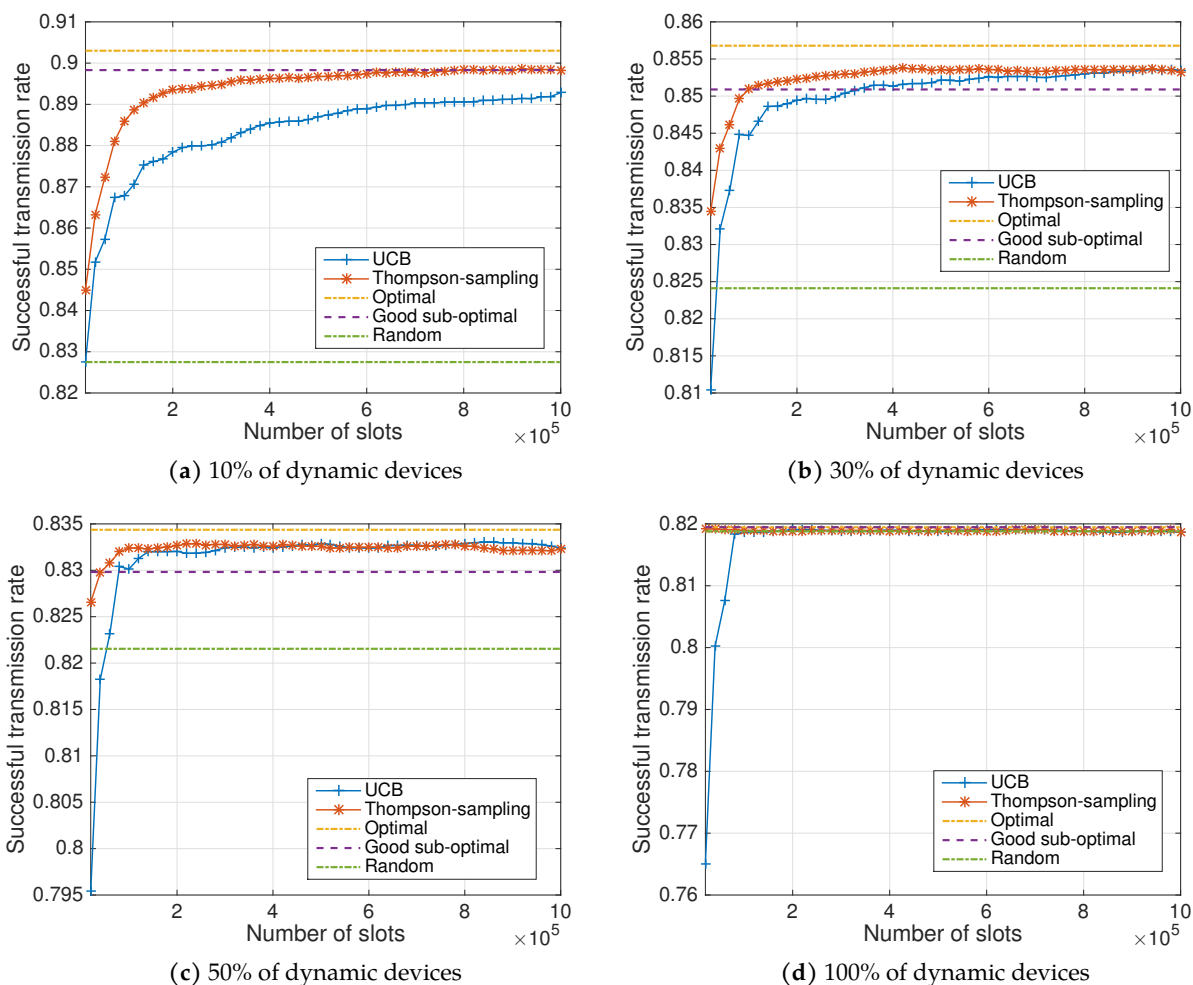 Successful transmission rate
0.91
0.9
0.89
0.88
0.87
0.86
0.85
0.84
0.83
0.82
UCB
Thompson-sampling
Optimal
Good sub-optimal
Random
2 4 6 8 10
Number of slots
×10^5
(a) 10% of dynamic devices
Successful transmission rate
0.86
0.855
0.85
0.845
0.84
0.835
0.83
0.825
0.82
0.815
0.81
UCB
Thompson-sampling
Optimal
Good sub-optimal
Random
2 4 6 8 10
Number of slots
×10^5
(b) 30% of dynamic devices
Successful transmission rate
0.835
0.83
0.825
0.82
0.815
0.81
0.805
0.8
0.795
UCB
Thompson-sampling
Optimal
Good sub-optimal
Random
2 4 6 8 10
Number of slots
×10^5
(c) 50% of dynamic devices
Successful transmission rate
0.82
0.81
0.8
0.79
0.78
0.77
0.76
UCB
Thompson-sampling
Optimal
Good sub-optimal
Random
2 4 6 8 10
Number of slots
×10^5
(d) 100% of dynamic devices